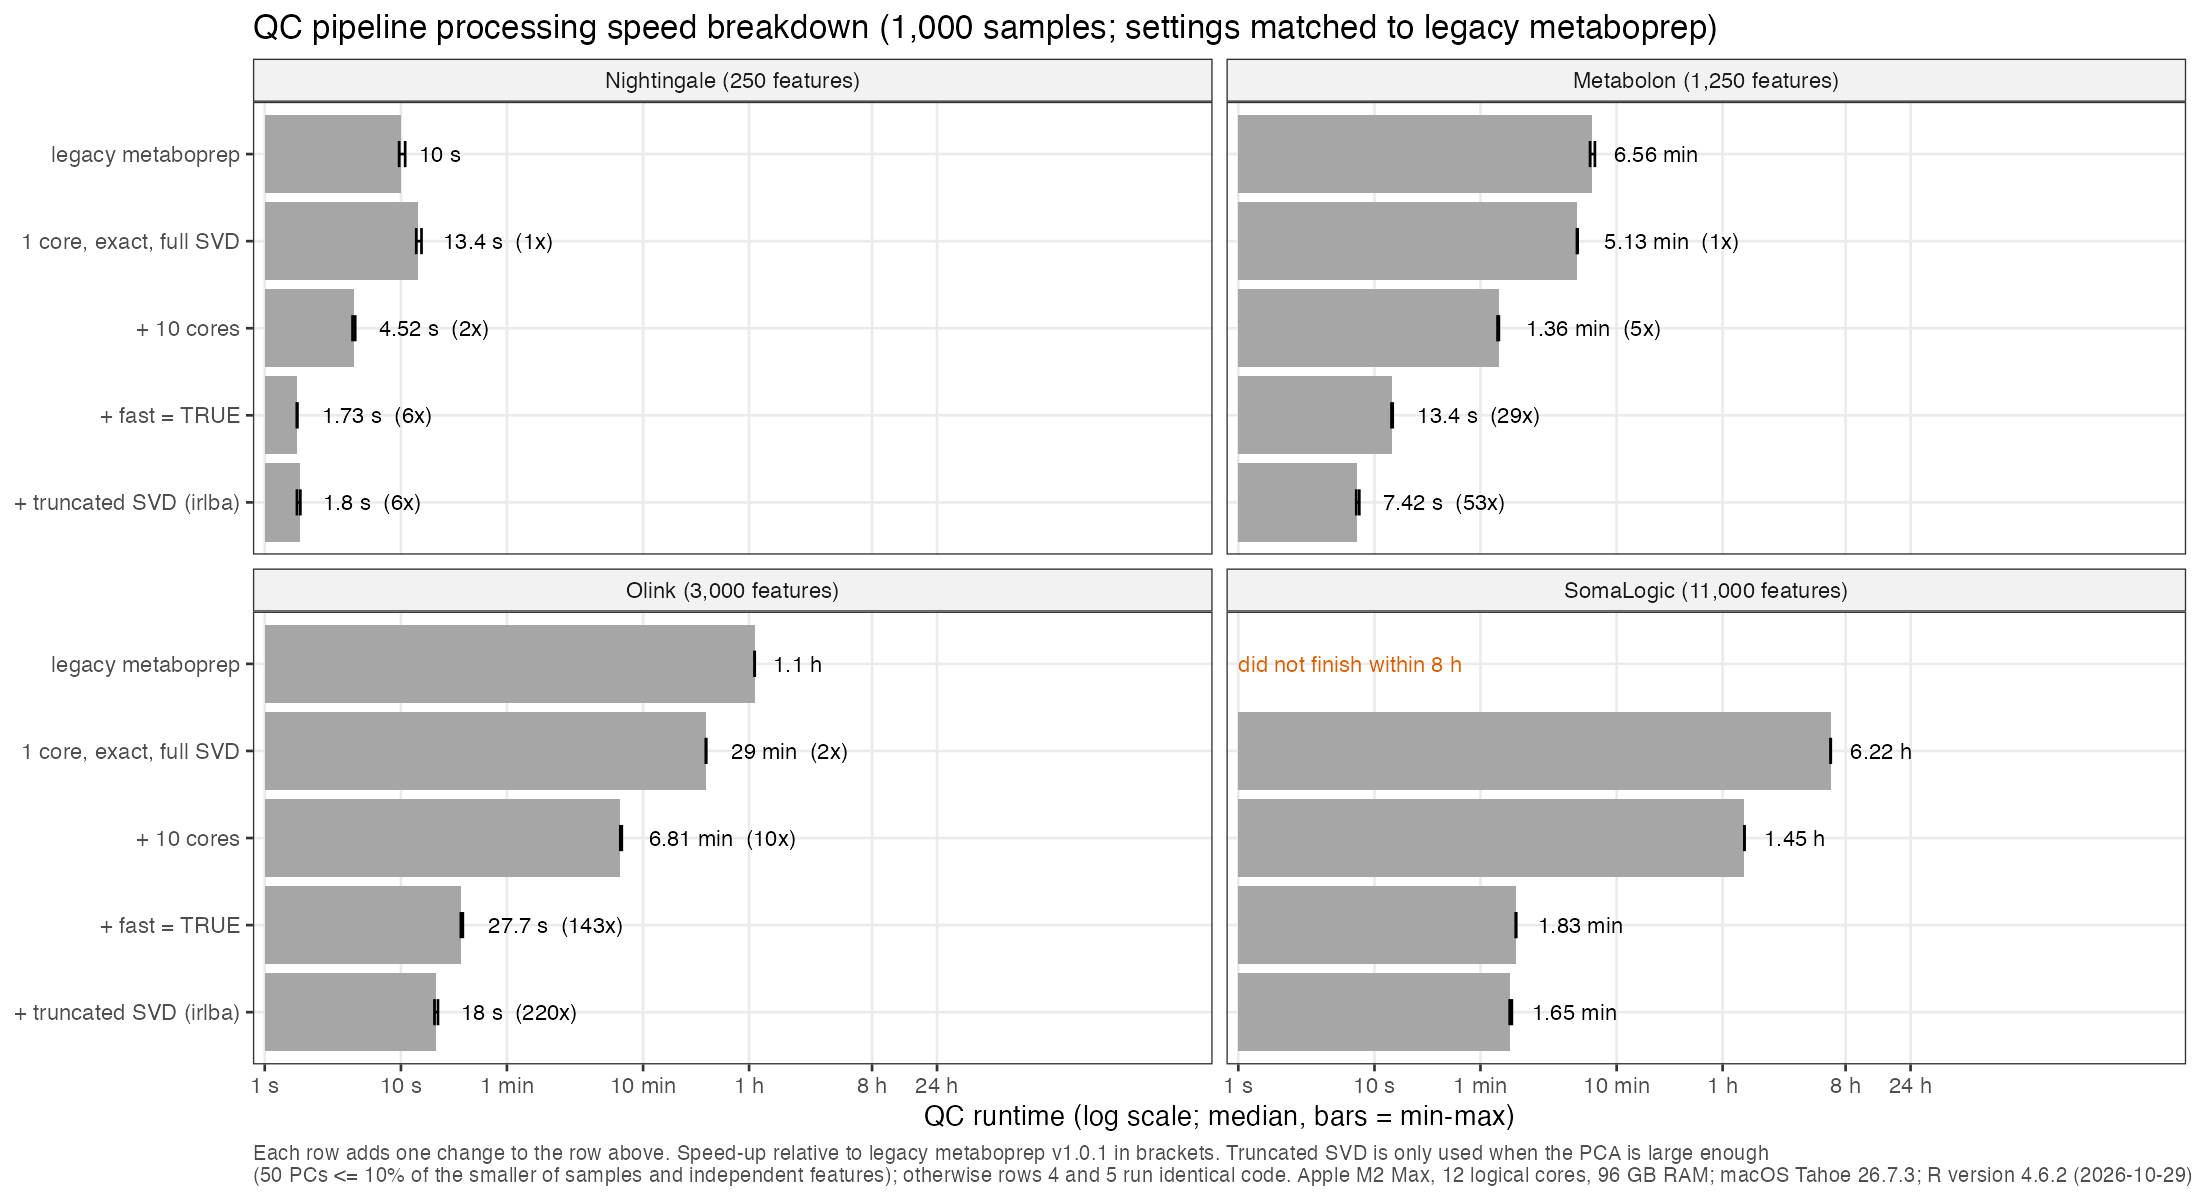 QC pipeline processing speed breakdown (1,000 samples; settings matched to legacy metaboprep)
Nightingale (250 features)
legacy metaboprep
10 s
1 core, exact, full SVD
13.4 s (1x)
+ 10 cores
4.52 s (2x)
+ fast = TRUE
1.73 s (6x)
+ truncated SVD (irlba)
1.8 s (6x)
Metabolon (1,250 features)
6.56 min
5.13 min (1x)
1.36 min (5x)
13.4 s (29x)
7.42 s (53x)
Olink (3,000 features)
legacy metaboprep
1.1 h
1 core, exact, full SVD
29 min (2x)
+ 10 cores
6.81 min (10x)
+ fast = TRUE
27.7 s (143x)
+ truncated SVD (irlba)
18 s (220x)
1 s 10 s 1 min 10 min 1 h 8 h 24 h
SomaLogic (11,000 features)
did not finish within 8 h
6.22 h
1.45 h
1.83 min
1.65 min
1 s 10 s 1 min 10 min 1 h 8 h 24 h
QC runtime (log scale; median, bars = min-max)
Each row adds one change to the row above. Speed-up relative to legacy metaboprep v1.0.1 in brackets. Truncated SVD is only used when the PCA is large enough
(50 PCs <= 10% of the smaller of samples and independent features); otherwise rows 4 and 5 run identical code. Apple M2 Max, 12 logical cores, 96 GB RAM; macOS Tahoe 26.7.3; R version 4.6.2 (2026-10-29)